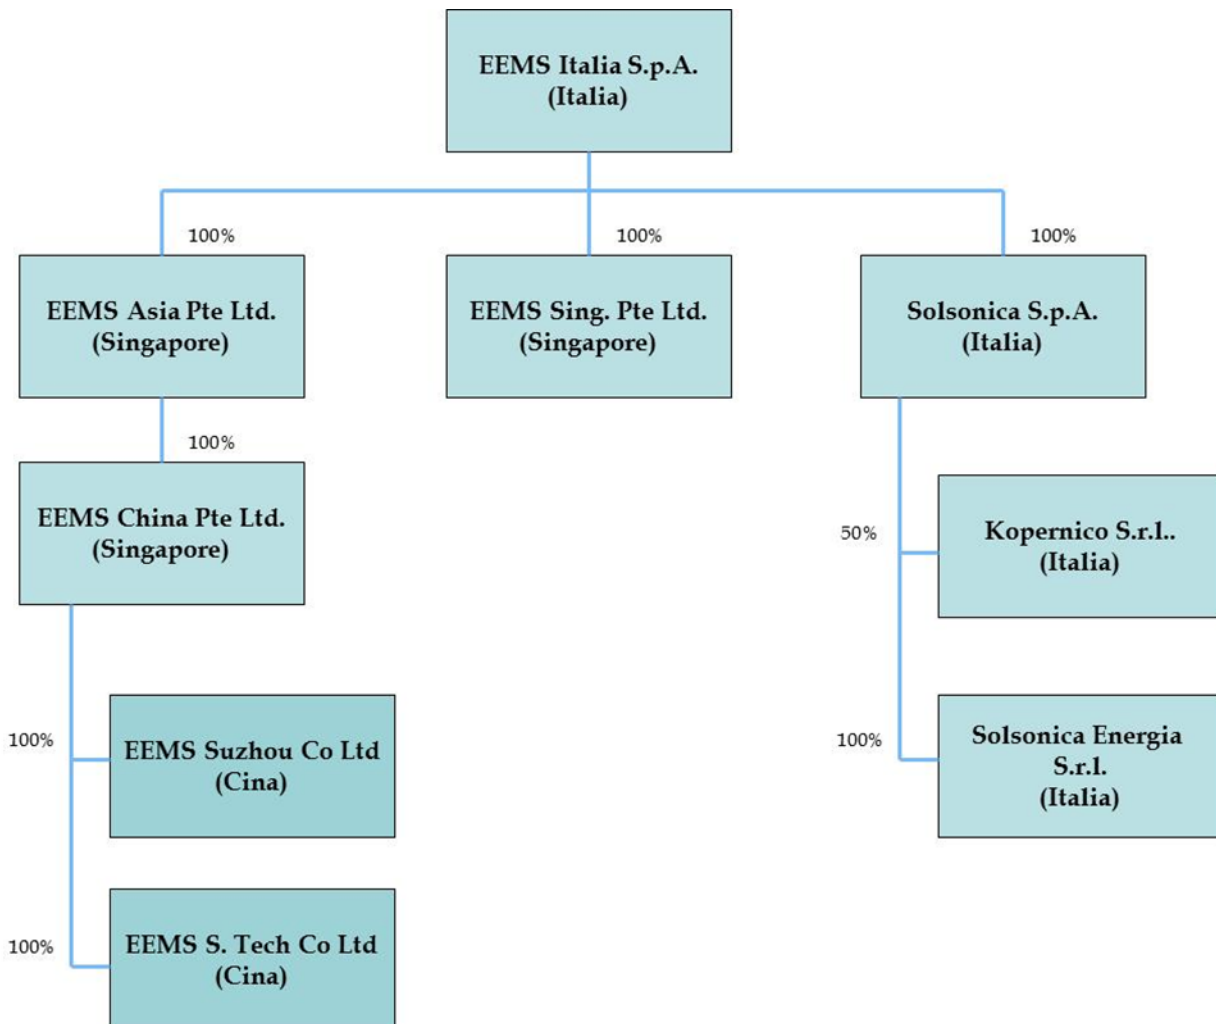 EEMS Italia S.p.A.
(Italia)
100%
100%
100%
EEMS Asia Pte Ltd.
(Singapore)
EEMS Sing. Pte Ltd.
(Singapore)
Solsonica S.p.A.
(Italia)
100%
EEMS China Pte Ltd.
(Singapore)
50%
Kopernico S.r.l..
(Italia)
100%
EEMS Suzhou Co Ltd
(Cina)
100%
Solsonica Energia
S.r.l.
(Italia)
100%
EEMS S. Tech Co Ltd
(Cina)